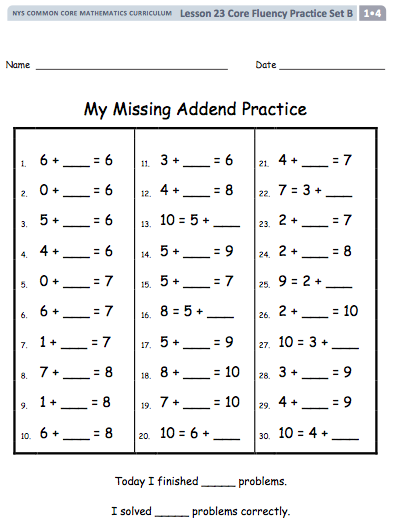 NYS COMMON CORE MATHEMATICS CURRICULUM Lesson 23 Core Fluency Practice Set B 1•4
Name ____________________ Date ____________________
My Missing Addend Practice
1. 6 + ____ = 6
2. 0 + ____ = 6
3. 5 + ____ = 6
4. 4 + ____ = 6
5. 0 + ____ = 7
6. 6 + ____ = 7
7. 1 + ____ = 7
8. 7 + ____ = 8
9. 1 + ____ = 8
10. 6 + ____ = 8
11. 3 + ____ = 6
12. 4 + ____ = 8
13. 10 = 5 + ____
14. 5 + ____ = 9
15. 5 + ____ = 7
16. 8 = 5 + ____
17. 5 + ____ = 9
18. 8 + ____ = 10
19. 7 + ____ = 10
20. 10 = 6 + ____
21. 4 + ____ = 7
22. 7 = 3 + ____
23. 2 + ____ = 7
24. 2 + ____ = 8
25. 9 = 2 + ____
26. 2 + ____ = 10
27. 10 = 3 + ____
28. 3 + ____ = 9
29. 4 + ____ = 9
30. 10 = 4 + ____
Today I finished _____ problems.
I solved _____ problems correctly.